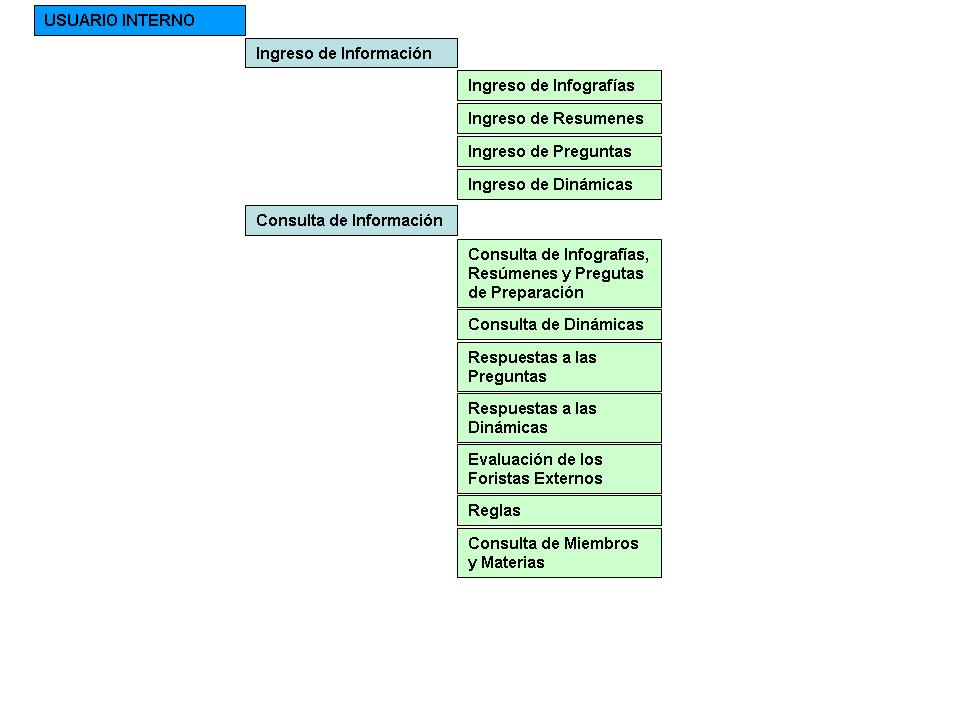 USUARIO INTERNO
Ingreso de Información
Ingreso de Infografías
Ingreso de Resumenes
Ingreso de Preguntas
Ingreso de Dinámicas
Consulta de Información
Consulta de Infografías,
Resúmenes y Pregutas
de Preparación
Consulta de Dinámicas
Respuestas a las
Preguntas
Respuestas a las
Dinámicas
Evaluación de los
Foristas Externos
Reglas
Consulta de Miembros
y Materias